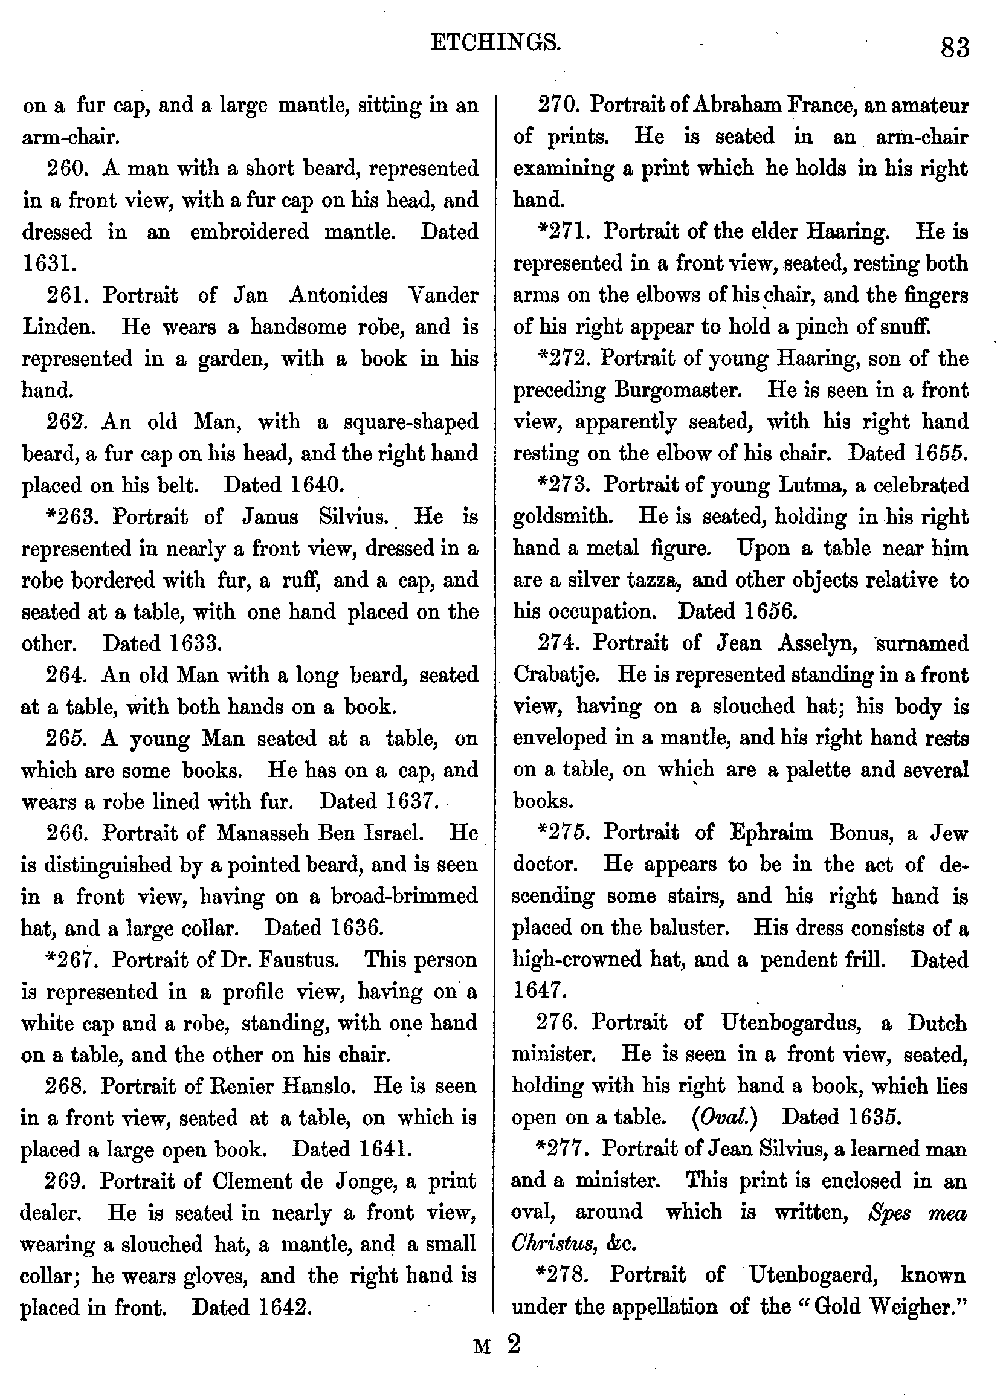 ETCHINGS.
83
on a fur cap, and a large mantle, sitting in an
arm-chair.
260. A man with a short beard, represented
in a front view, with a fur cap on his head, and
dressed in an embroidered mantle. Dated
1631.
261. Portrait of Jan Antonides Vander
Linden. He wears a handsome robe, and is
represented in a garden, with a book in his
hand.
262. An old Man, with a square-shaped
beard, a fur cap on his head, and the right hand
placed on his belt. Dated 1640.
*263. Portrait of Janus Silvius. He is
represented in nearly a front view, dressed in a
robe bordered with fur, a ruff, and a cap, and
seated at a table, with one hand placed on the
other. Dated 1633.
264. An old Man with a long beard, seated
at a table, with both hands on a book.
265. A young Man seated at a table, on
which are some books. He has on a cap, and
wears a robe lined with fur. Dated 1637.
266. Portrait of Manasseh Ben Israel. He
is distinguished by a pointed beard, and is seen
in a front view, having on a broad-brimmed
hat, and a large collar. Dated 1636.
*267. Portrait of Dr. Faustus. This person
is represented in a profile view, having on a
white cap and a robe, standing, with one hand
on a table, and the other on his chair.
268. Portrait of Renier Hanslo. He is seen
in a front view, seated at a table, on which is
placed a large open book. Dated 1641.
269. Portrait of Clement de Jonge, a print
dealer. He is seated in nearly a front view,
wearing a slouched hat, a mantle, and a small
collar; he wears gloves, and the right hand is
placed in front. Dated 1642.
270. Portrait of Abraham France, an amateur
of prints. He is seated in an arm-chair
examining a print which he holds in his right
hand.
*271. Portrait of the elder Haaring. He is
represented in a front view, seated, resting both
arms on the elbows of his chair, and the fingers
of his right appear to hold a pinch of snuff.
*272. Portrait of young Haaring, son of the
preceding Burgomaster. He is seen in a front
view, apparently seated, with his right hand
resting on the elbow of his chair. Dated 1655.
*273. Portrait of young Lutma, a celebrated
goldsmith. He is seated, holding in his right
hand a metal figure. Upon a table near him
are a silver tazza, and other objects relative to
his occupation. Dated 1656.
274. Portrait of Jean Asselyn, surnamed
Crabatje. He is represented standing in a front
view, having on a slouched hat; his body is
enveloped in a mantle, and his right hand rests
on a table, on which are a palette and several
books.
*275. Portrait of Ephraim Bonus, a Jew
doctor. He appears to be in the act of de-
scending some stairs, and his right hand is
placed on the baluster. His dress consists of a
high-crowned hat, and a pendent frill. Dated
1647.
276. Portrait of Utenbogardus, a Dutch
minister. He is seen in a front view, seated,
holding with his right hand a book, which lies
open on a table. (Oval.) Dated 1635.
*277. Portrait of Jean Silvius, a learned man
and a minister. This print is enclosed in an
oval, around which is written, Spes mea
Christus, &c.
*278. Portrait of Utenbogaerd, known
under the appellation of the "Gold Weigher."
M 2